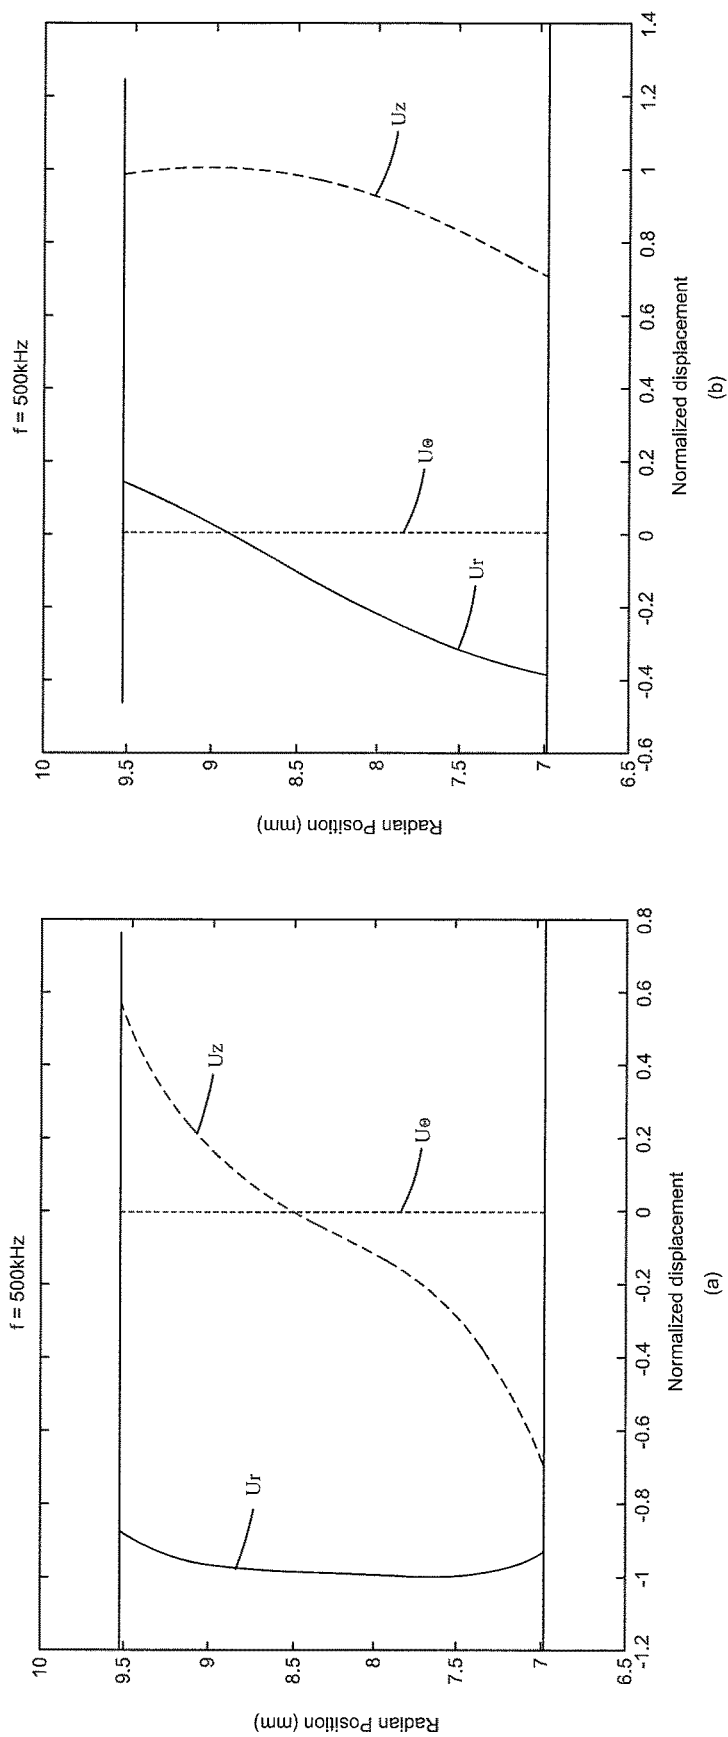 f = 500kHz
Radian Position (mm)
10
9.5
9
8.5
8
7.5
7
6.5
-1.2
-1
-0.8
-0.6
-0.4
-0.2
0
0.2
0.4
0.6
0.8
Ur
Uz
Uθ
Normalized displacement
(a)
f = 500kHz
Radian Position (mm)
10
9.5
9
8.5
8
7.5
7
6.5
-0.6
-0.4
-0.2
0
0.2
0.4
0.6
0.8
1
1.2
1.4
Ur
Uθ
Uz
Normalized displacement
(b)